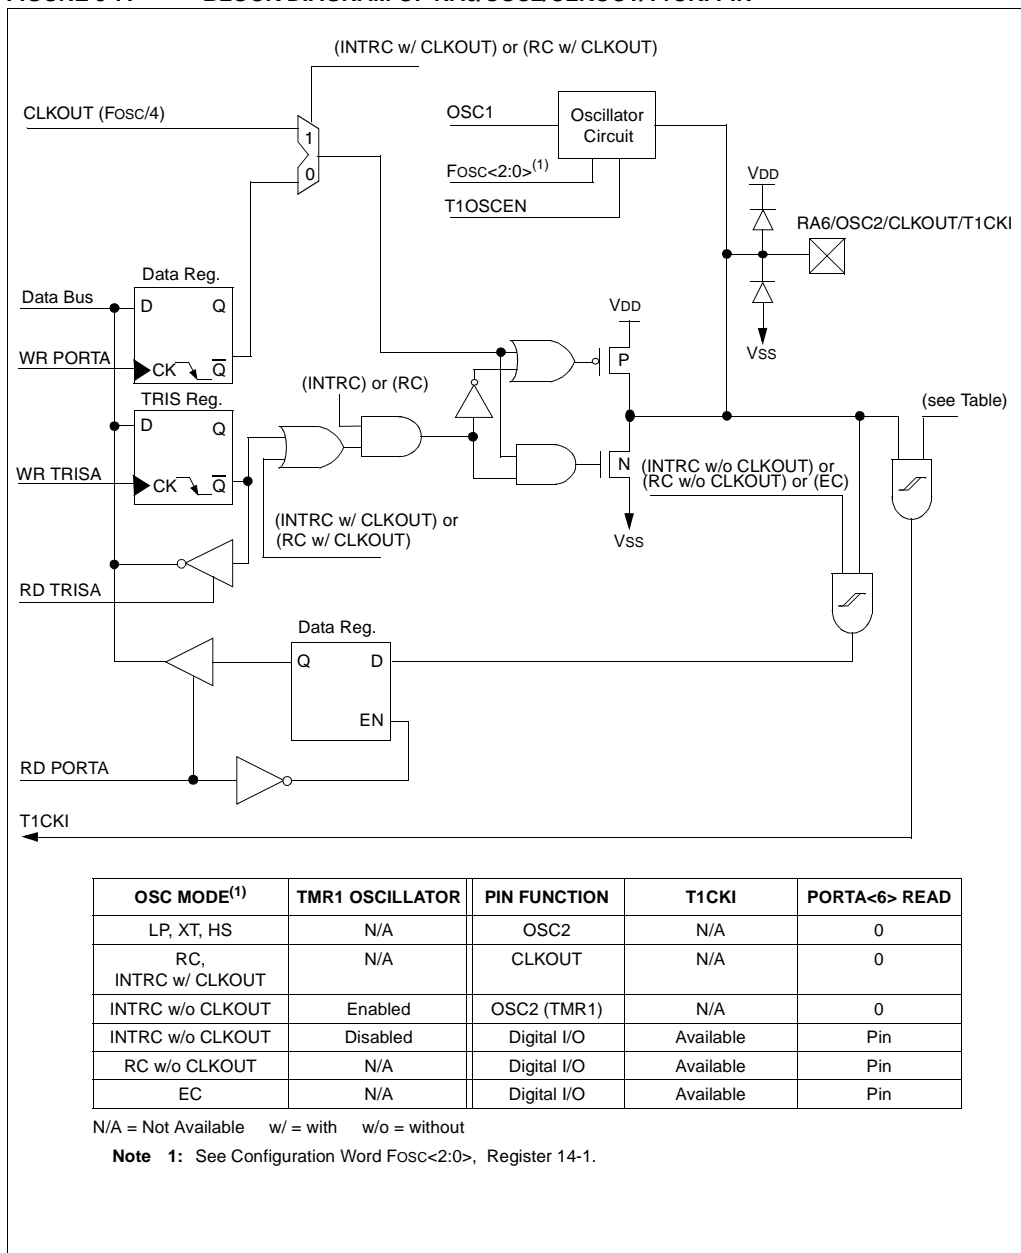 (INTRC w/ CLKOUT) or (RC w/ CLKOUT)
CLKOUT (FOSC/4)
1
0
OSC1
Oscillator
Circuit
FOSC<2:0>(1)
T1OSCEN
VDD
RA6/OSC2/CLKOUT/T1CKI
VSS
Data Reg.
Data Bus
D
Q
WR PORTA
CK
Q
VDD
P
(INTRC) or (RC)
TRIS Reg.
D
Q
(see Table)
WR TRISA
CK
Q
N
(INTRC w/o CLKOUT) or
(RC w/o CLKOUT) or (EC)
(INTRC w/ CLKOUT) or
(RC w/ CLKOUT)
VSS
RD TRISA
Data Reg.
Q
D
EN
RD PORTA
T1CKI
OSC MODE(1) TMR1 OSCILLATOR PIN FUNCTION T1CKI PORTA<6> READ
LP, XT, HS N/A OSC2 N/A 0
RC, N/A CLKOUT N/A 0
INTRC w/ CLKOUT
INTRC w/o CLKOUT Enabled OSC2 (TMR1) N/A 0
INTRC w/o CLKOUT Disabled Digital I/O Available Pin
RC w/o CLKOUT N/A Digital I/O Available Pin
EC N/A Digital I/O Available Pin
N/A = Not Available w/ = with w/o = without
Note 1: See Configuration Word FOSC<2:0>, Register 14-1.